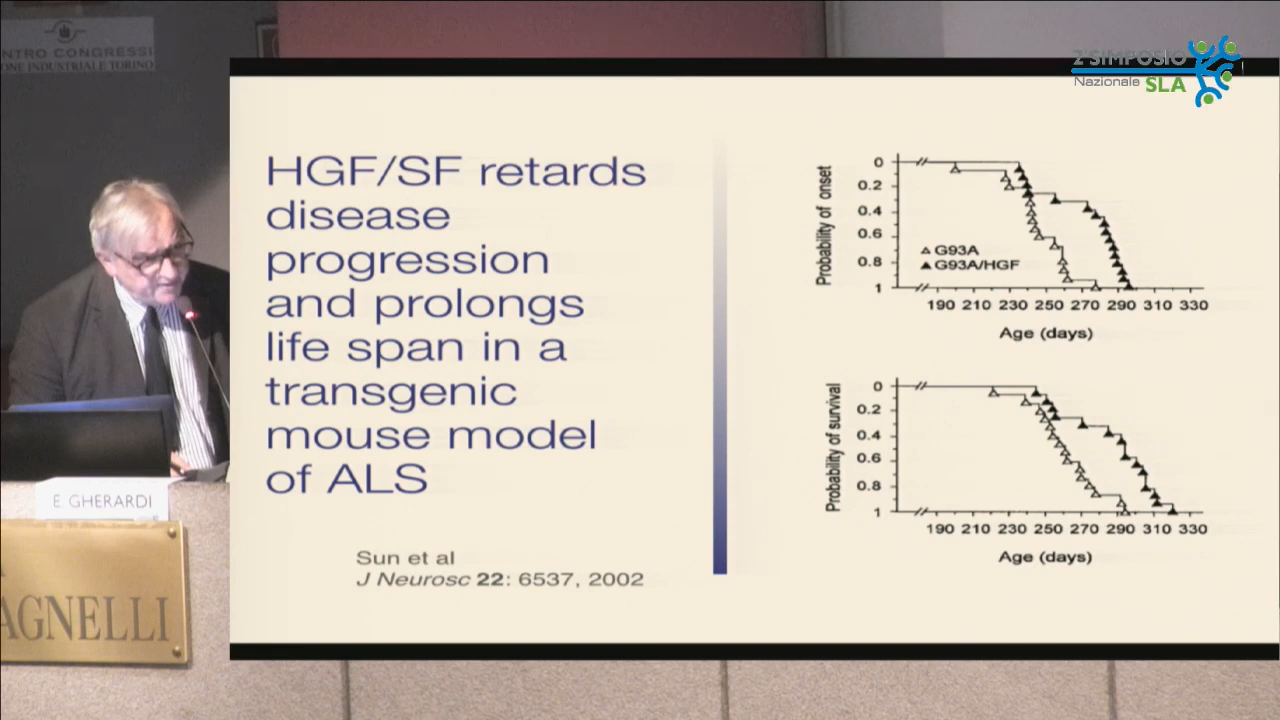 NTRO CONGRESSI
ONE INDUSTRIALE TORINO
2° SIMPOSIO
Nazionale SLA
HGF/SF retards
disease
progression
and prolongs
life span in a
transgenic
mouse model
of ALS
Sun et al
J Neurosc 22: 6537, 2002
Probability of onset
0
0.2
0.4
0.6
0.8
1
G93A
G93A/HGF
190 210 230 250 270 290 310 330
Age (days)
Probability of survival
0
0.2
0.4
0.6
0.8
1
190 210 230 250 270 290 310 330
Age (days)
E. GHERARDI
AGNELLI